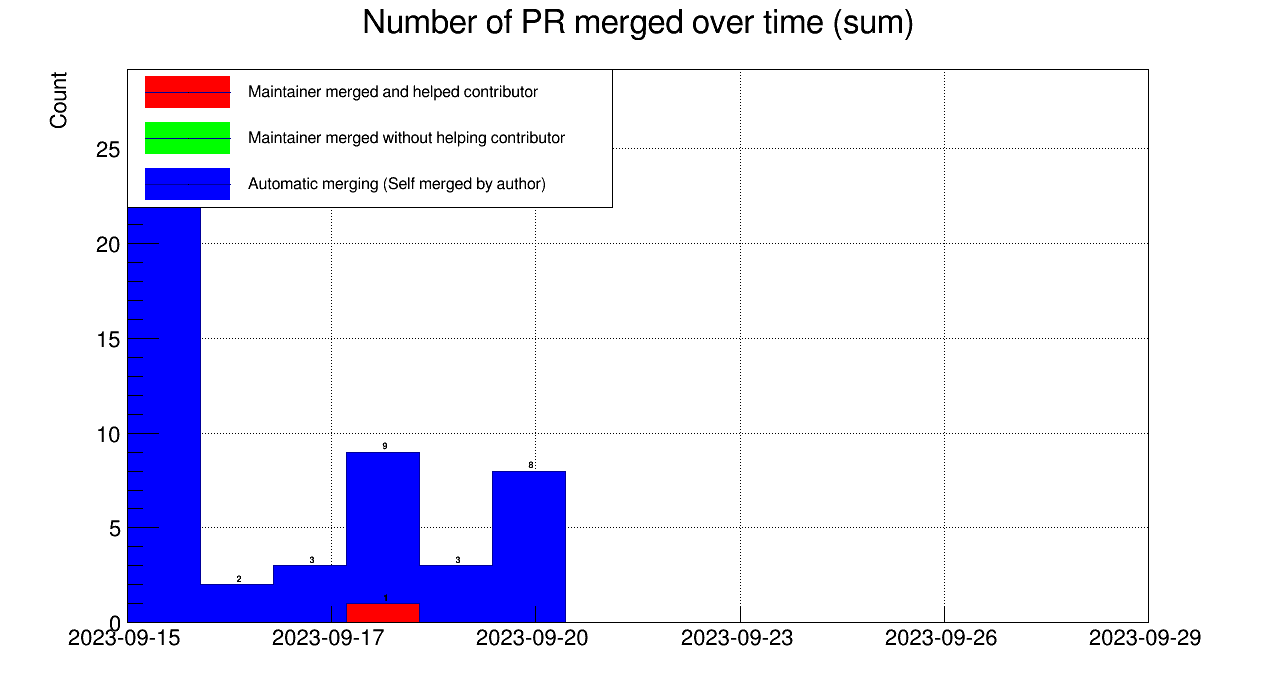 Number of PR merged over time (sum)
Count
Maintainer merged and helped contributor
Maintainer merged without helping contributor
Automatic merging (Self merged by author)
25
20
15
10
5
0
9
8
3
3
2
1
2023-09-15 2023-09-17 2023-09-20 2023-09-23 2023-09-26 2023-09-29